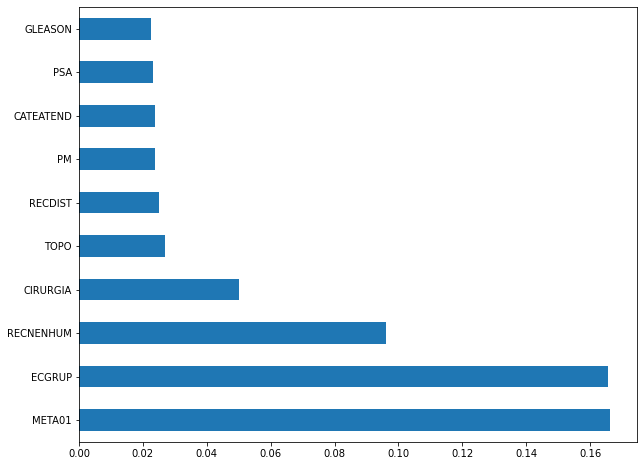 GLEASON
PSA
CATEATEND
PM
RECDIST
TOPO
CIRURGIA
RECNENHUM
ECGRUP
META01
0.00 0.02 0.04 0.06 0.08 0.10 0.12 0.14 0.16